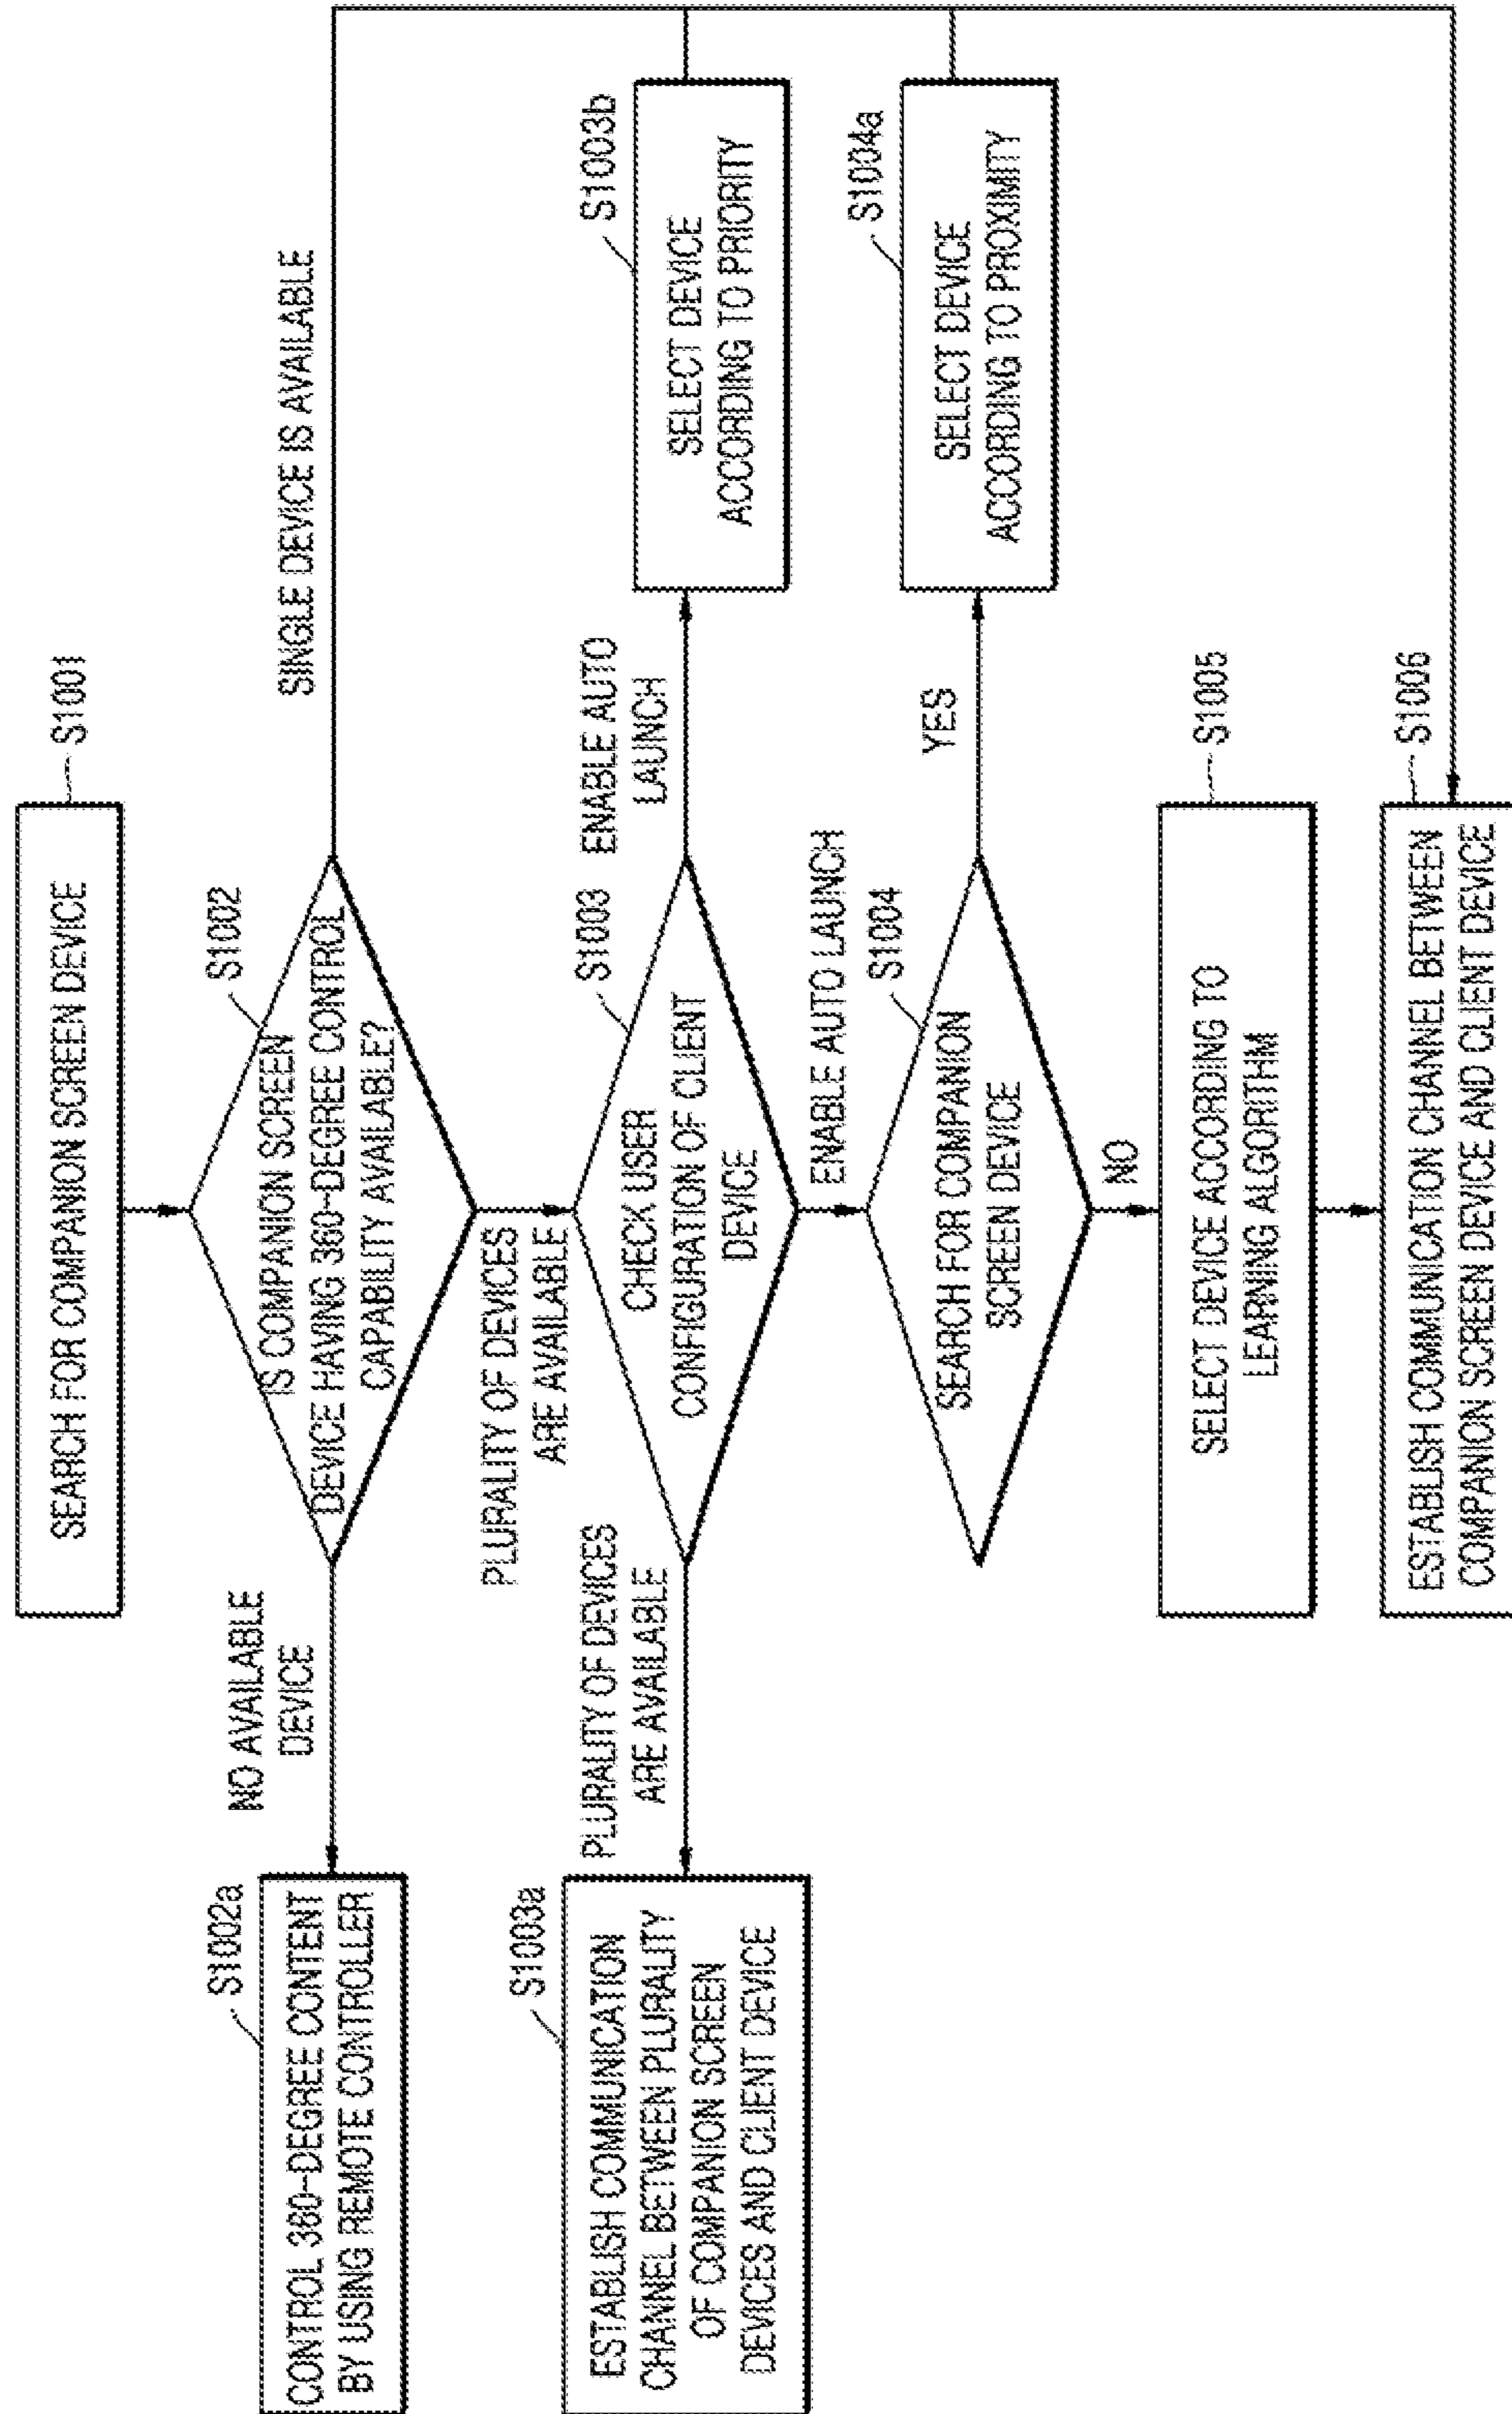 SEARCH FOR COMPANION SCREEN DEVICE
S1001
S1002
IS COMPANION SCREEN
DEVICE HAVING 360-DEGREE CONTROL
CAPABILITY AVAILABLE?
NO AVAILABLE
DEVICE
SINGLE DEVICE IS AVAILABLE
S1002a
CONTROL 360-DEGREE CONTENT
BY USING REMOTE CONTROLLER
PLURALITY OF DEVICES
ARE AVAILABLE
S1003
CHECK USER
CONFIGURATION OF CLIENT
DEVICE
PLURALITY OF DEVICES
ARE AVAILABLE
ENABLE AUTO
LAUNCH
S1003a
ESTABLISH COMMUNICATION
CHANNEL BETWEEN PLURALITY
OF COMPANION SCREEN
DEVICES AND CLIENT DEVICE
S1003b
SELECT DEVICE
ACCORDING TO PRIORITY
ENABLE AUTO LAUNCH
S1004
SEARCH FOR COMPANION
SCREEN DEVICE
YES
S1004a
SELECT DEVICE
ACCORDING TO PROXIMITY
NO
S1005
SELECT DEVICE ACCORDING TO
LEARNING ALGORITHM
S1006
ESTABLISH COMMUNICATION CHANNEL BETWEEN
COMPANION SCREEN DEVICE AND CLIENT DEVICE